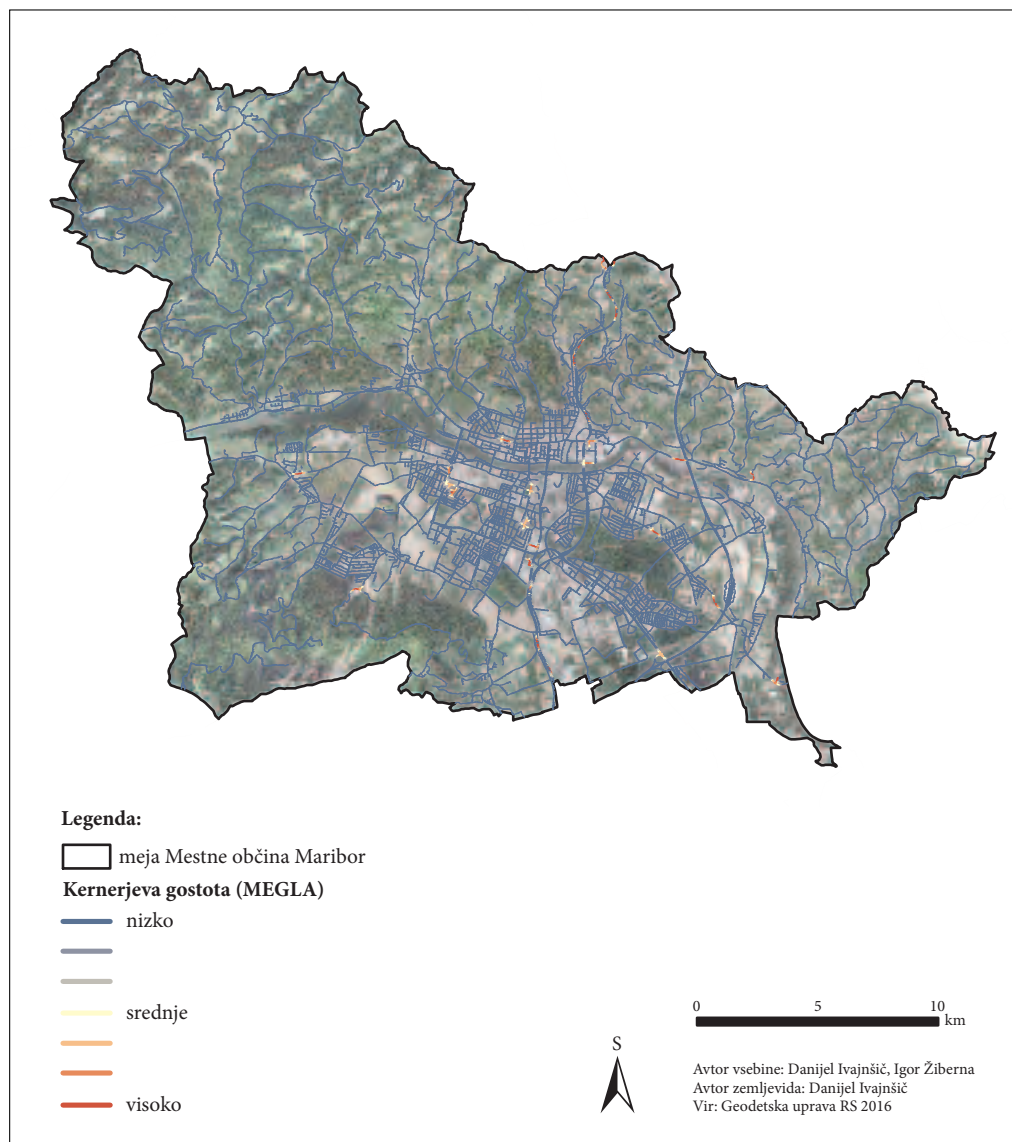 Legenda:
meja Mestne občina Maribor
Kernerjeva gostota (MEGLA)
nizko
srednje
visoko
0 5 10
km
S
Avtor vsebine: Danijel Ivajnšič, Igor Žiberna
Avtor zemljevida: Danijel Ivajnšič
Vir: Geodetska uprava RS 2016